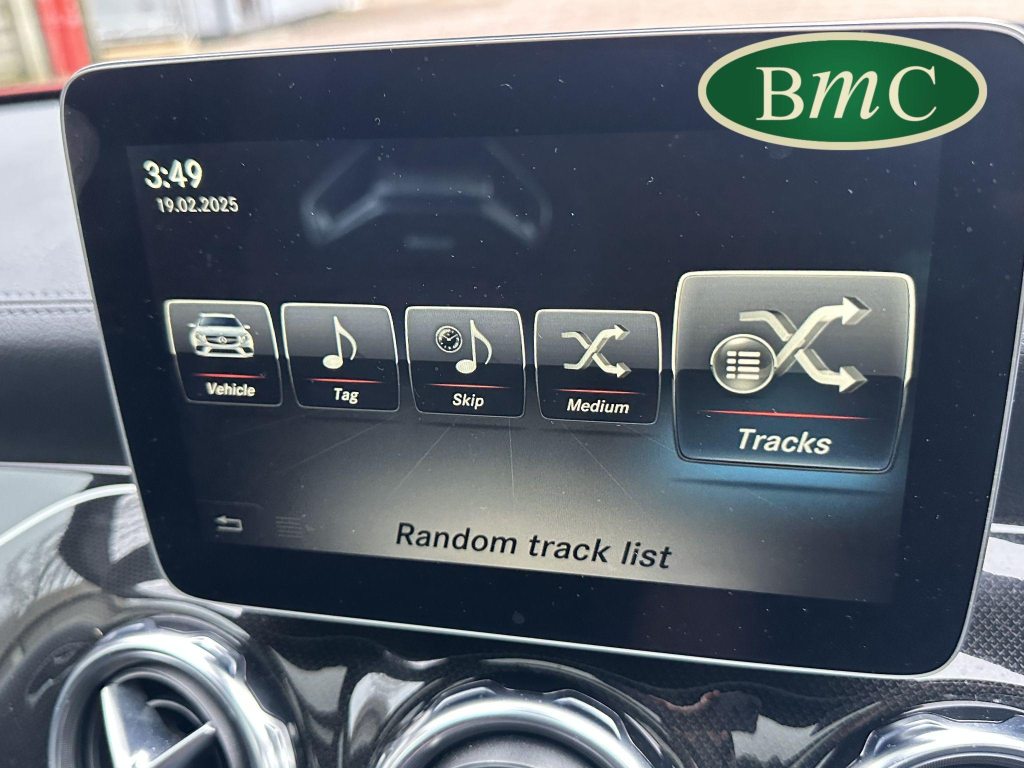 BmC
3:49
19.02.2025
Vehicle
Tag
Skip
Medium
Tracks
Random track list